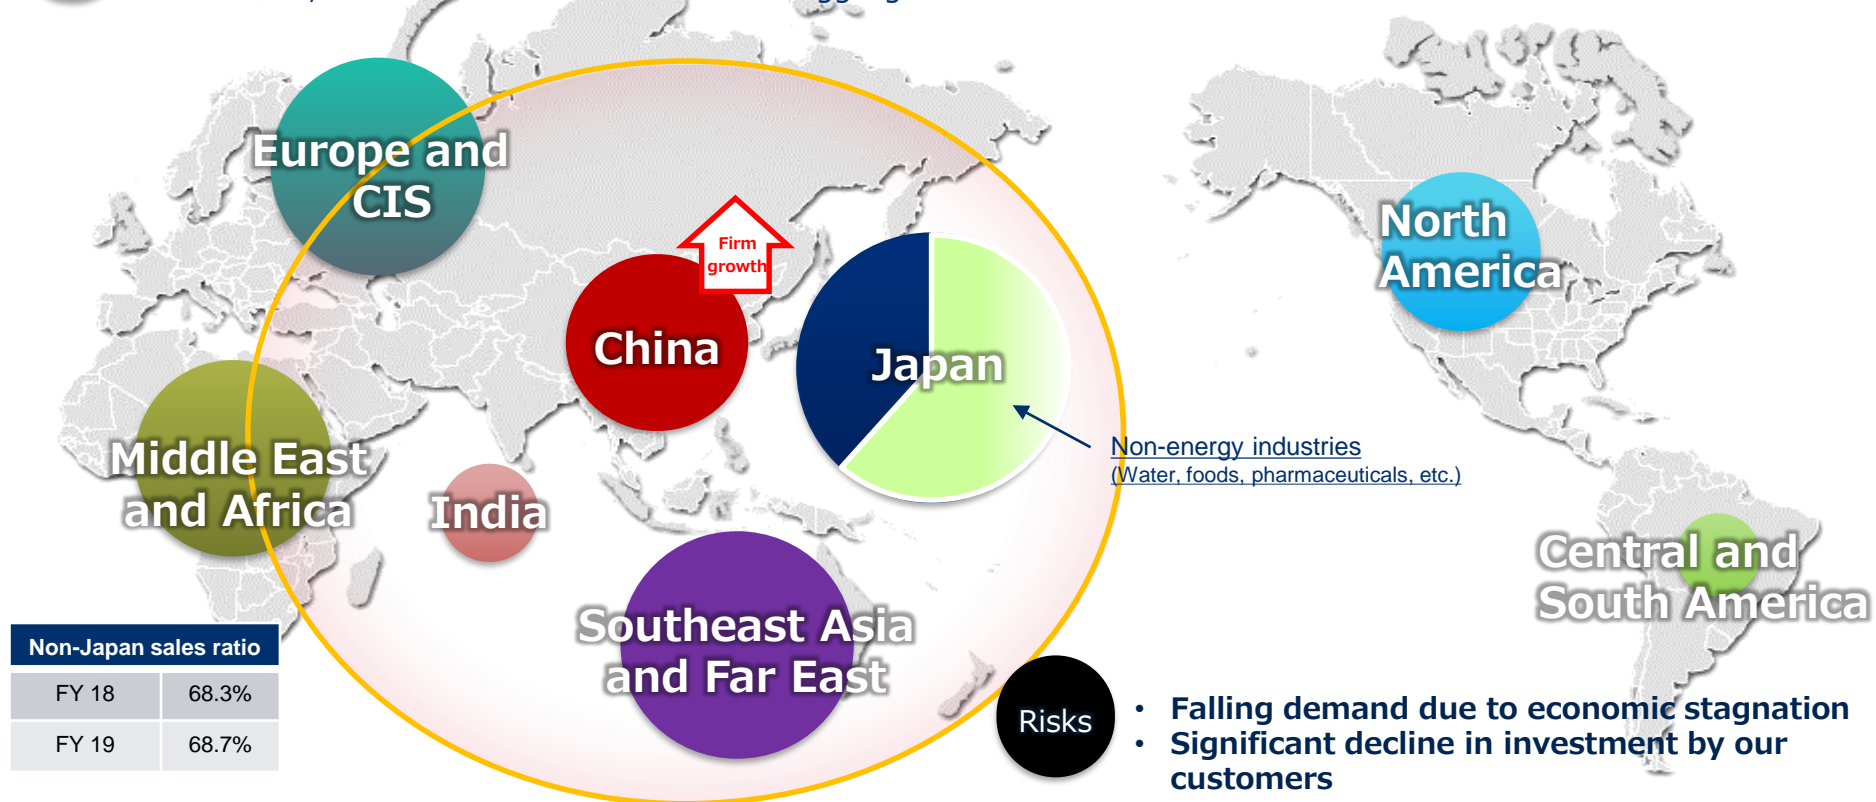 Europe and
CIS
Firm
growth
China
Japan
North
America
Non-energy industries
(Water, foods, pharmaceuticals, etc.)
Middle East
and Africa
India
Central and
South America
Southeast Asia
and Far East
Non-Japan sales ratio
FY 18 68.3%
FY 19 68.7%
Risks
• Falling demand due to economic stagnation
• Significant decline in investment by our
customers